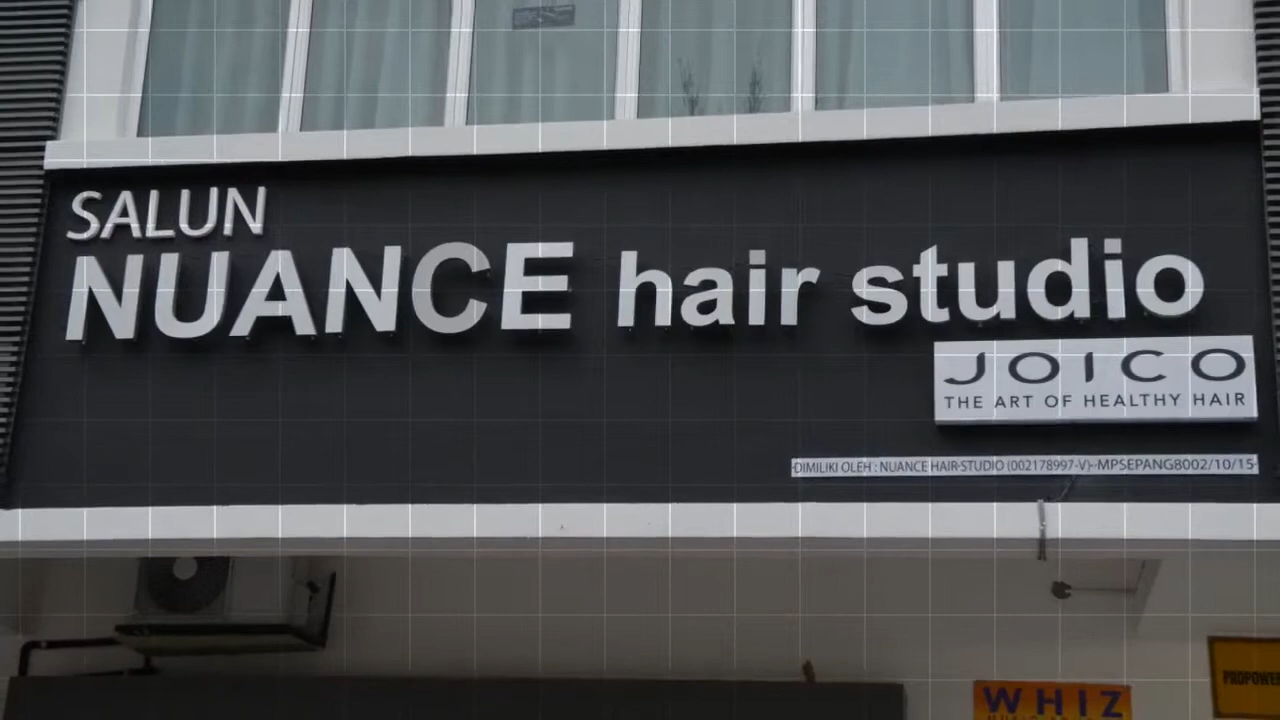 SALUN
NUANCE hair studio
JOICO
THE ART OF HEALTHY HAIR
DIMILIKI OLEH : NUANCE HAIR STUDIO (002178997-V)--MPSEPANG8002/10/15
WHIZ